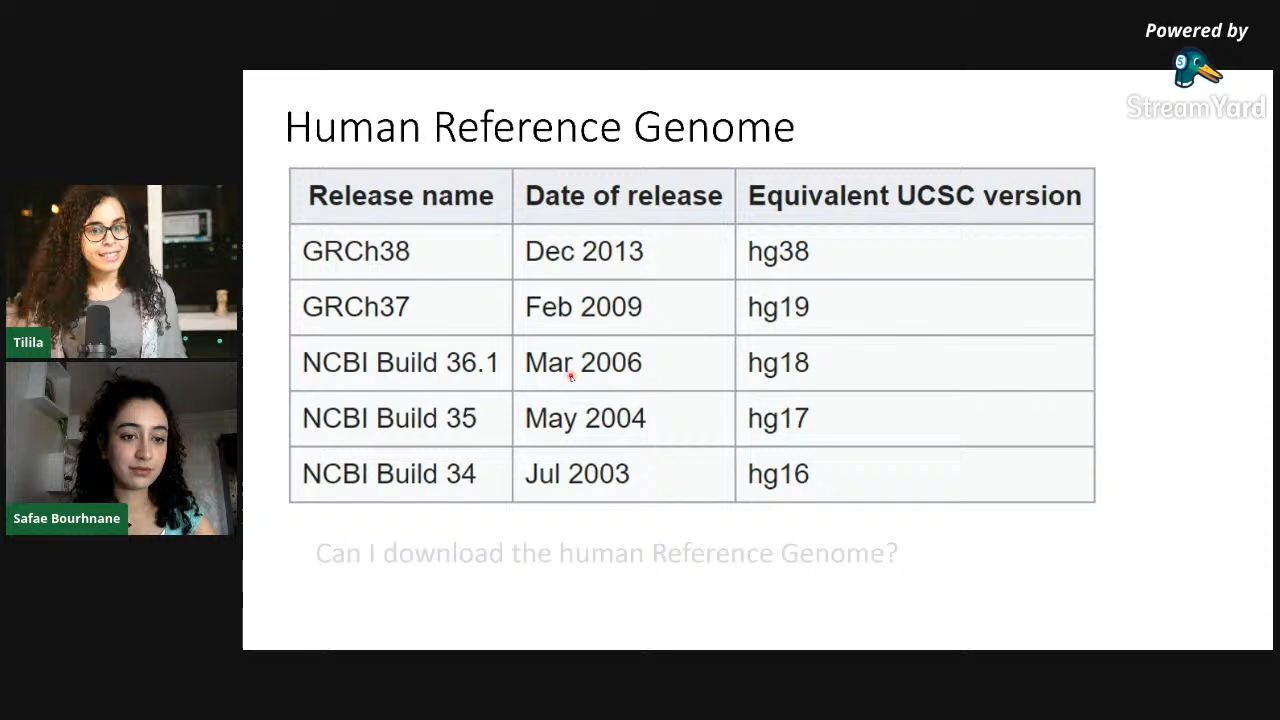 Powered by
StreamYard
Human Reference Genome
Release name Date of release Equivalent UCSC version
GRCh38 Dec 2013 hg38
GRCh37 Feb 2009 hg19
NCBI Build 36.1 Mar 2006 hg18
NCBI Build 35 May 2004 hg17
NCBI Build 34 Jul 2003 hg16
Can I download the human Reference Genome?
Tilila
Safae Bourhnane